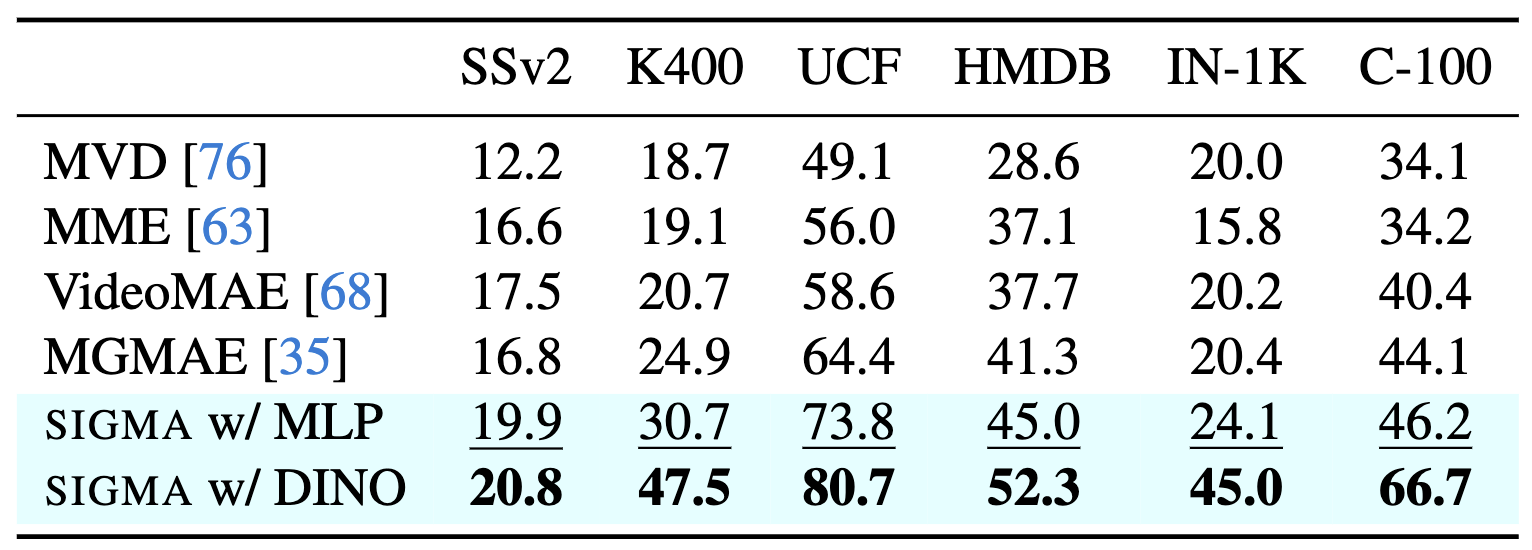 SSv2 K400 UCF HMDB IN-1K C-100
MVD [76] 12.2 18.7 49.1 28.6 20.0 34.1
MME [63] 16.6 19.1 56.0 37.1 15.8 34.2
VideoMAE [68] 17.5 20.7 58.6 37.7 20.2 40.4
MGMAE [35] 16.8 24.9 64.4 41.3 20.4 44.1
SIGMA w/ MLP 19.9 30.7 73.8 45.0 24.1 46.2
SIGMA w/ DINO 20.8 47.5 80.7 52.3 45.0 66.7